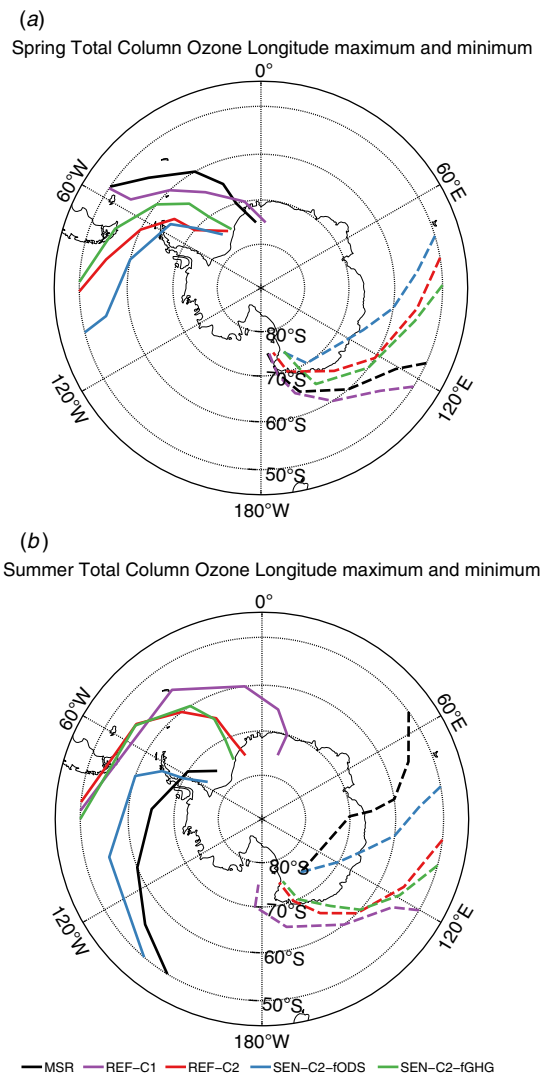 (a)
Spring Total Column Ozone Longitude maximum and minimum
0°
60°W
60°E
80°S
70°S
120°W
120°E
60°S
50°S
180°W
(b)
Summer Total Column Ozone Longitude maximum and minimum
0°
60°W
60°E
80°S
70°S
120°W
120°E
60°S
50°S
180°W
MSR REF–C1 REF–C2 SEN–C2–fODS SEN–C2–fGHG